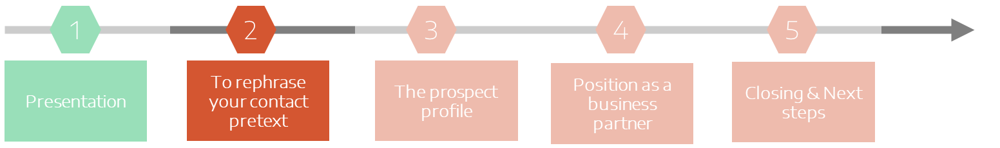 1
2
3
4
5
Presentation
To rephrase
your contact
pretext
The prospect
profile
Position as a
business
partner
Closing & Next
steps